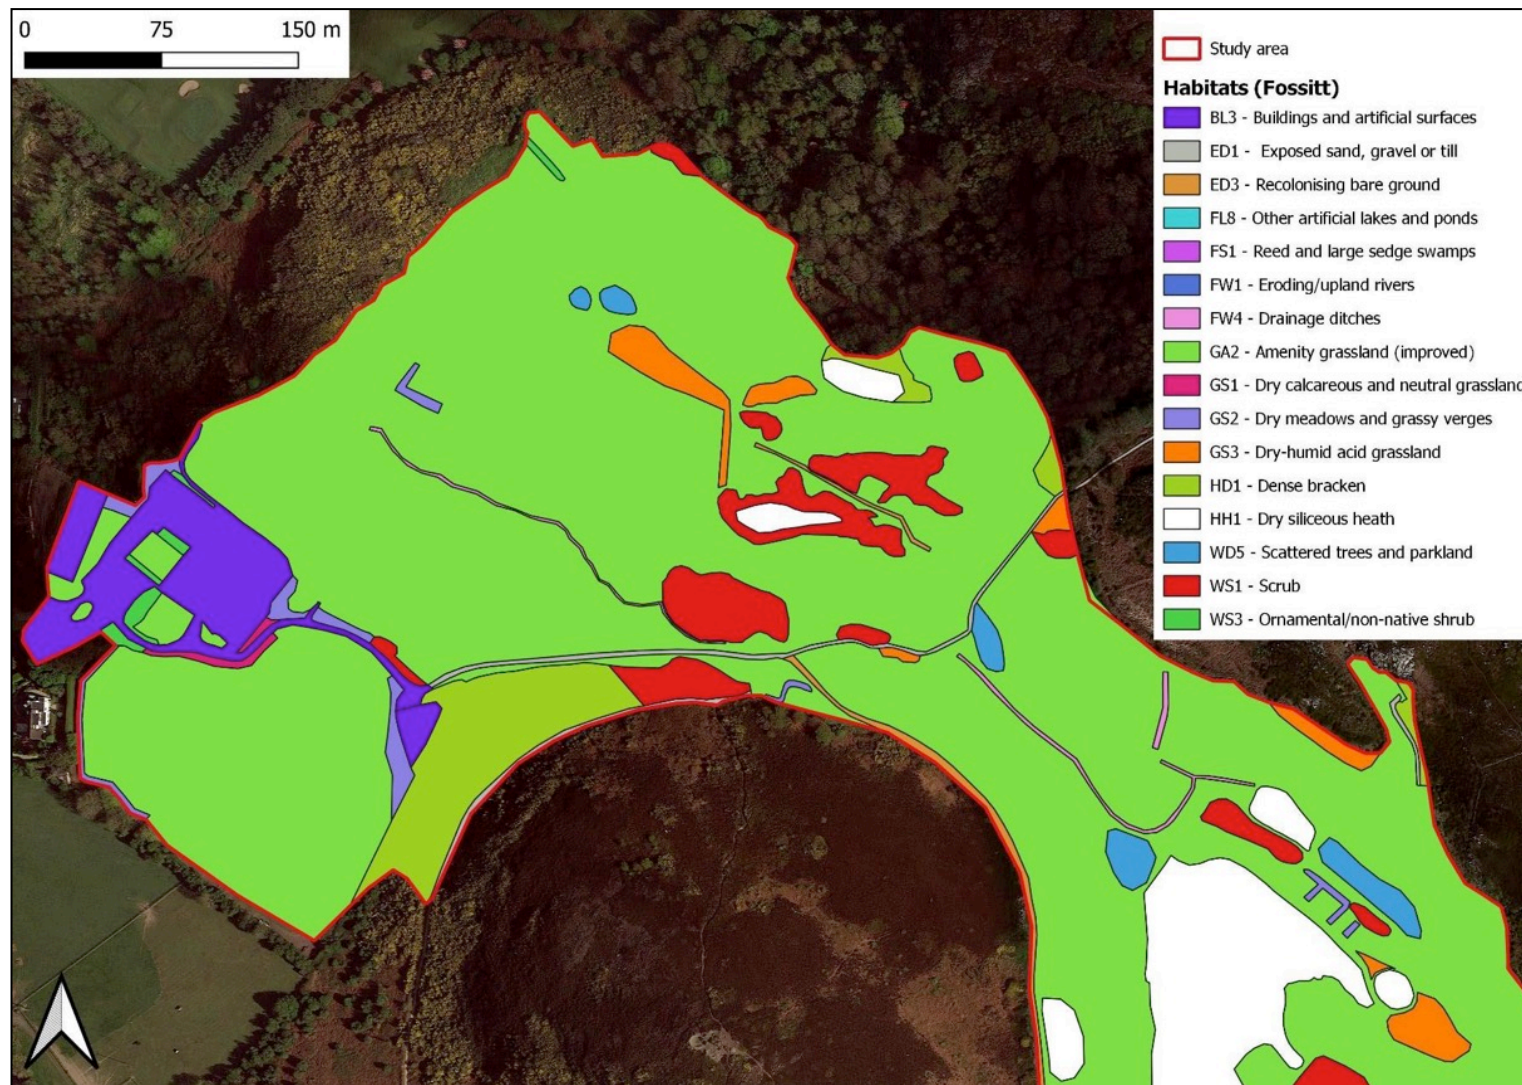 0 75 150 m
Study area
Habitats (Fossitt)
BL3 - Buildings and artificial surfaces
ED1 - Exposed sand, gravel or till
ED3 - Recolonising bare ground
FL8 - Other artificial lakes and ponds
FS1 - Reed and large sedge swamps
FW1 - Eroding/upland rivers
FW4 - Drainage ditches
GA2 - Amenity grassland (improved)
GS1 - Dry calcareous and neutral grassland
GS2 - Dry meadows and grassy verges
GS3 - Dry-humid acid grassland
HD1 - Dense bracken
HH1 - Dry siliceous heath
WD5 - Scattered trees and parkland
WS1 - Scrub
WS3 - Ornamental/non-native shrub